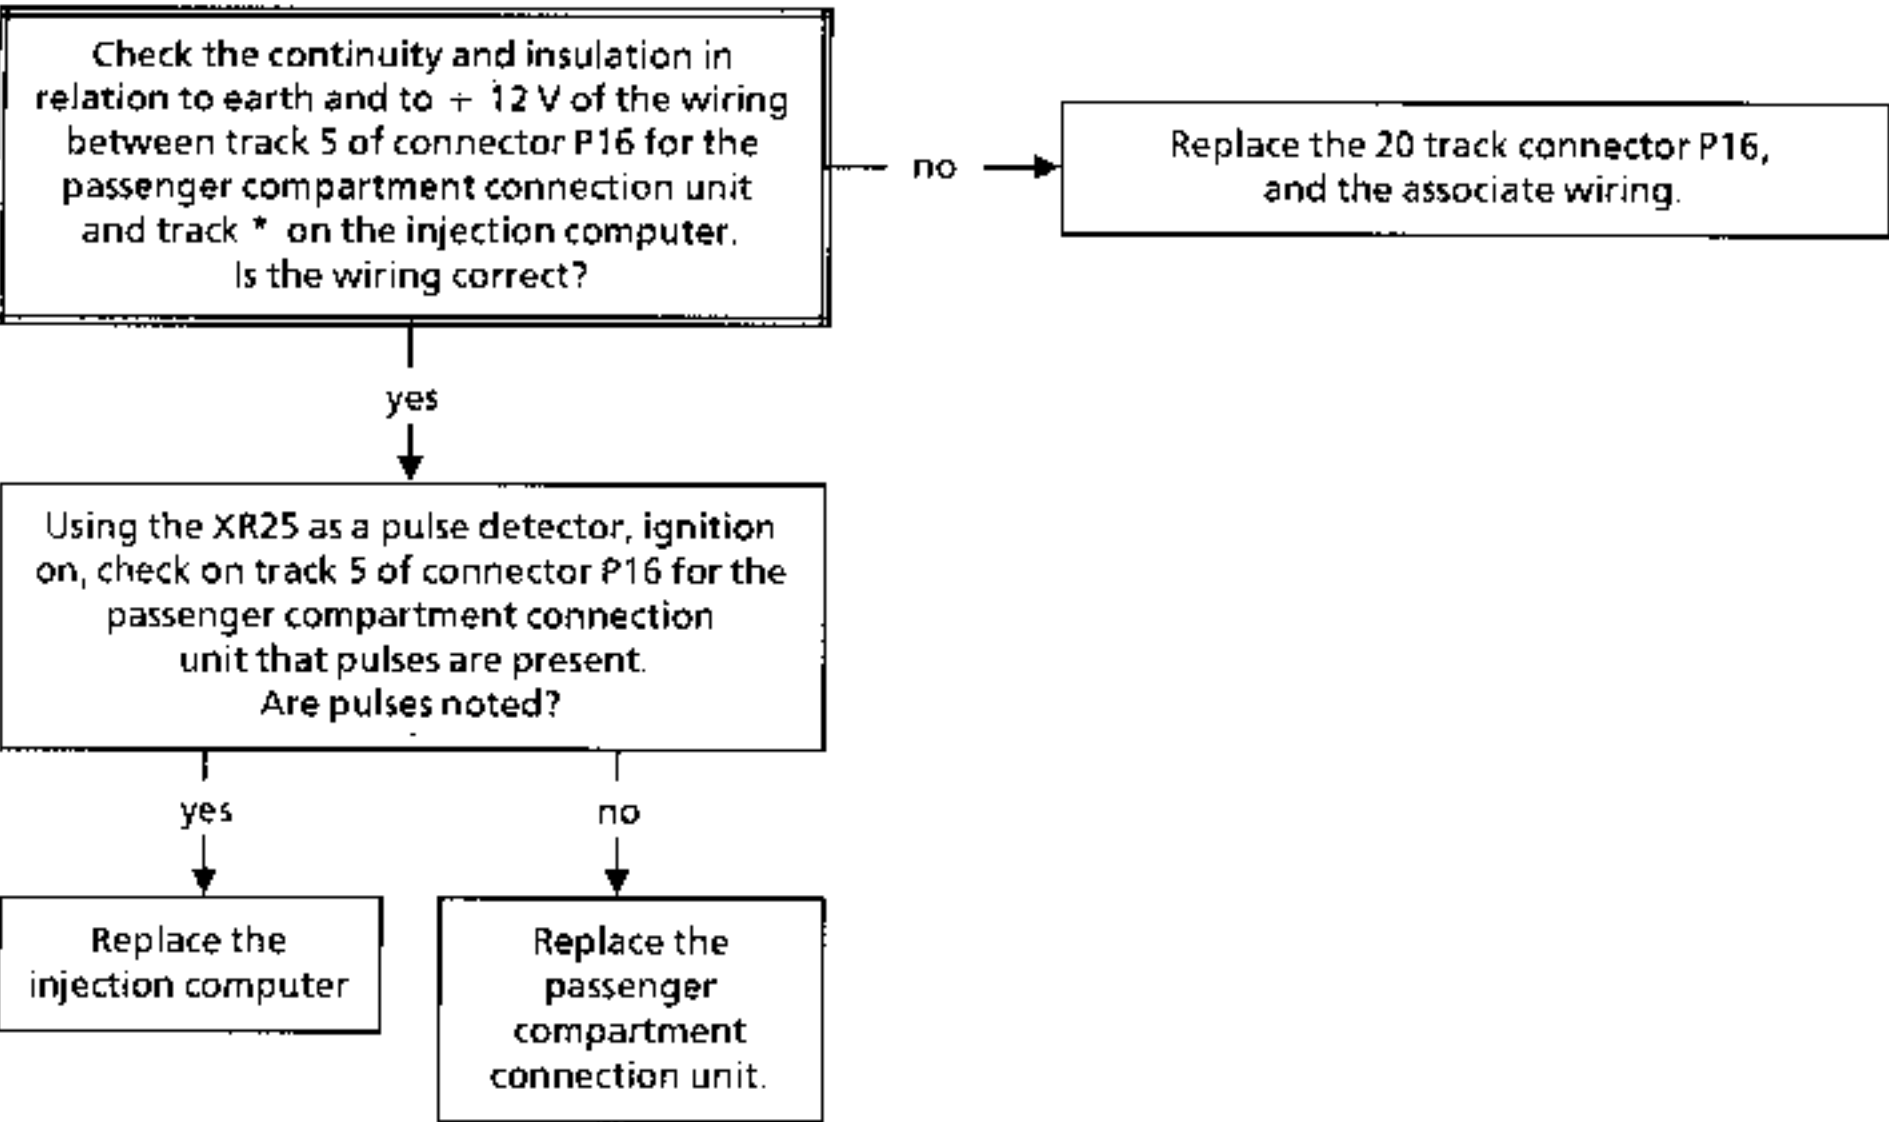 Check the continuity and insulation in
relation to earth and to + 12 V of the wiring
between track 5 of connector P16 for the
passenger compartment connection unit
and track * on the injection computer.
Is the wiring correct?
no
Replace the 20 track connector P16,
and the associate wiring.
yes
Using the XR25 as a pulse detector, ignition
on, check on track 5 of connector P16 for the
passenger compartment connection
unit that pulses are present.
Are pulses noted?
yes
no
Replace the
injection computer
Replace the
passenger
compartment
connection unit.